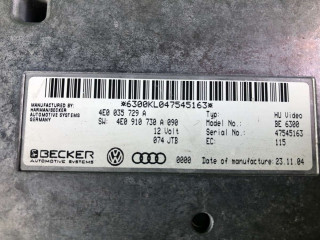 *6300KL047545163*
MANUFACTURED BY:
HARMAN/BECKER
AUTOMOTIVE SYSTEMS
GERMANY
4E0 035 729 A
SW: 4E0 910 730 A 090
12 Volt
074 JTB
Typ: HU Video
Model No.: BE 6300
Serial No.: 47545163
EC: 115
BECKER
AUTOMOTIVE SYSTEMS
0000 Date of manufacture: 23.11.04